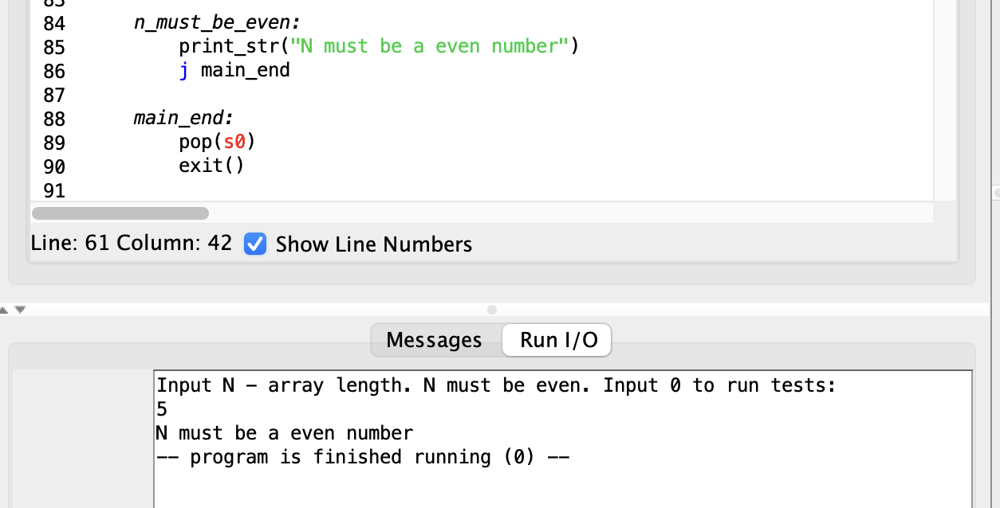 83
84 n_must_be_even:
85 print_str("N must be a even number")
86 j main_end
87
88 main_end:
89 pop(s0)
90 exit()
91
Line: 61 Column: 42 Show Line Numbers
Messages Run I/O
Input N – array length. N must be even. Input 0 to run tests:
5
N must be a even number
-- program is finished running (0) --